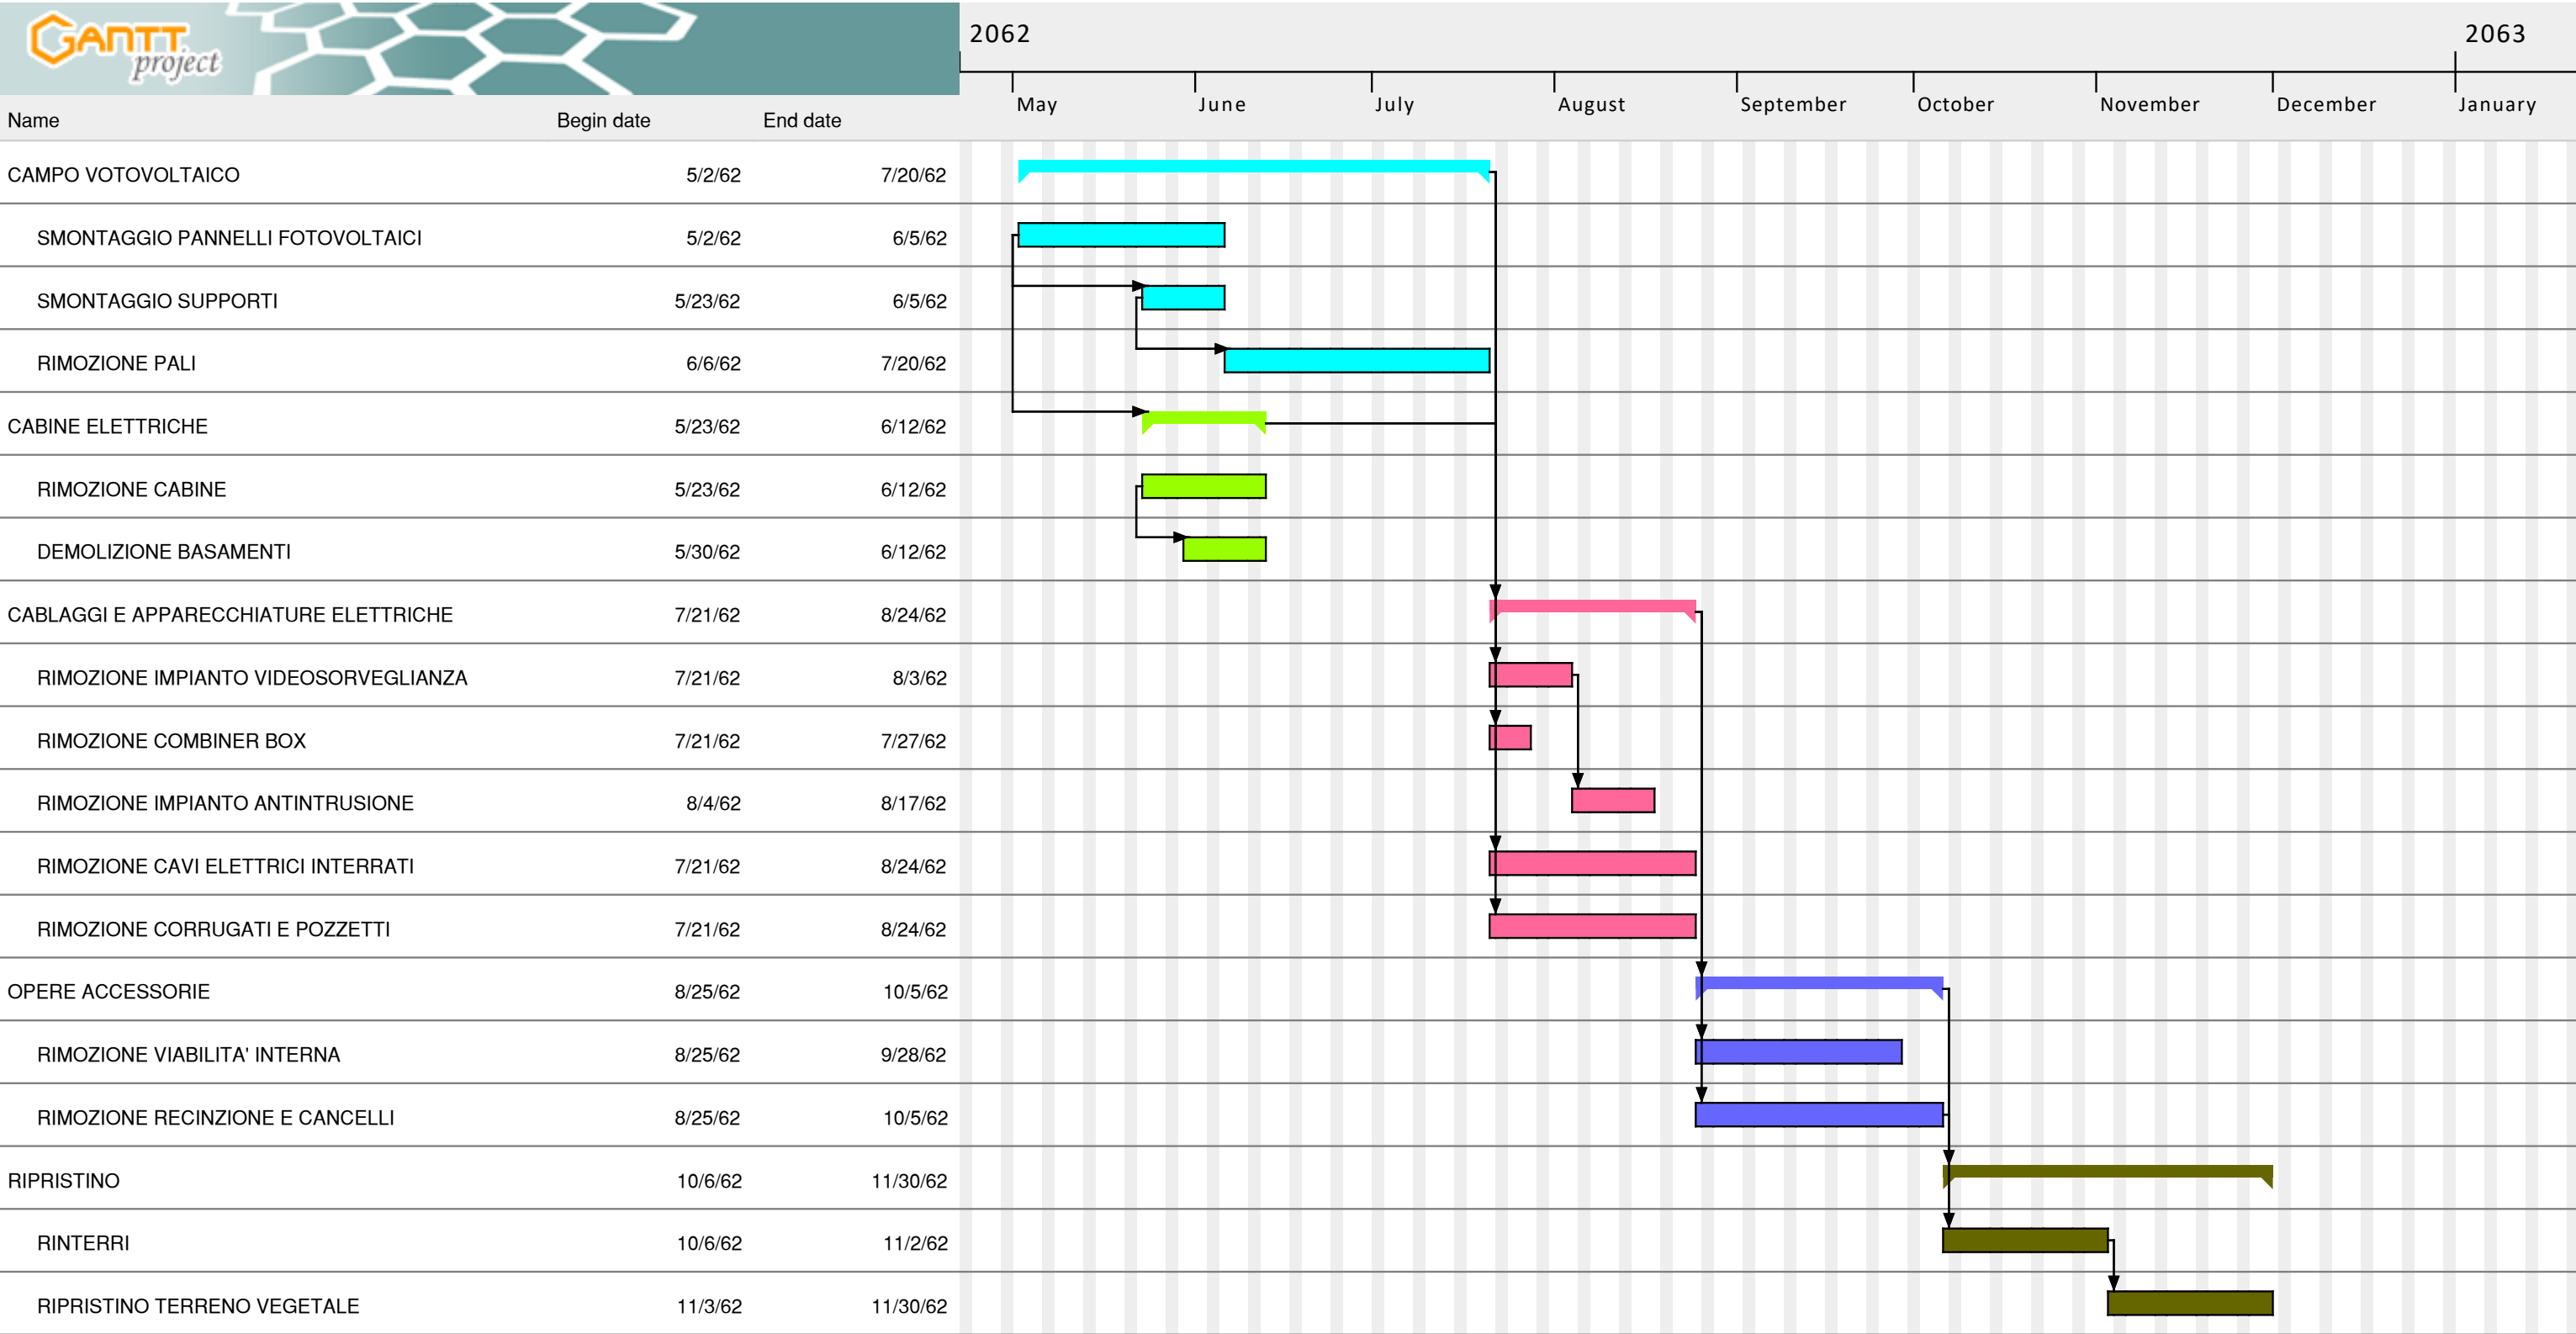 GANTT
project
2062 2063
May June July August September October November December January
Name Begin date End date
CAMPO VOTOVOLTAICO 5/2/62 7/20/62
SMONTAGGIO PANNELLI FOTOVOLTAICI 5/2/62 6/5/62
SMONTAGGIO SUPPORTI 5/23/62 6/5/62
RIMOZIONE PALI 6/6/62 7/20/62
CABINE ELETTRICHE 5/23/62 6/12/62
RIMOZIONE CABINE 5/23/62 6/12/62
DEMOLIZIONE BASAMENTI 5/30/62 6/12/62
CABLAGGI E APPARECCHIATURE ELETTRICHE 7/21/62 8/24/62
RIMOZIONE IMPIANTO VIDEOSORVEGLIANZA 7/21/62 8/3/62
RIMOZIONE COMBINER BOX 7/21/62 7/27/62
RIMOZIONE IMPIANTO ANTINTRUSIONE 8/4/62 8/17/62
RIMOZIONE CAVI ELETTRICI INTERRATI 7/21/62 8/24/62
RIMOZIONE CORRUGATI E POZZETTI 7/21/62 8/24/62
OPERE ACCESSORIE 8/25/62 10/5/62
RIMOZIONE VIABILITA' INTERNA 8/25/62 9/28/62
RIMOZIONE RECINZIONE E CANCELLI 8/25/62 10/5/62
RIPRISTINO 10/6/62 11/30/62
RINTERRI 10/6/62 11/2/62
RIPRISTINO TERRENO VEGETALE 11/3/62 11/30/62